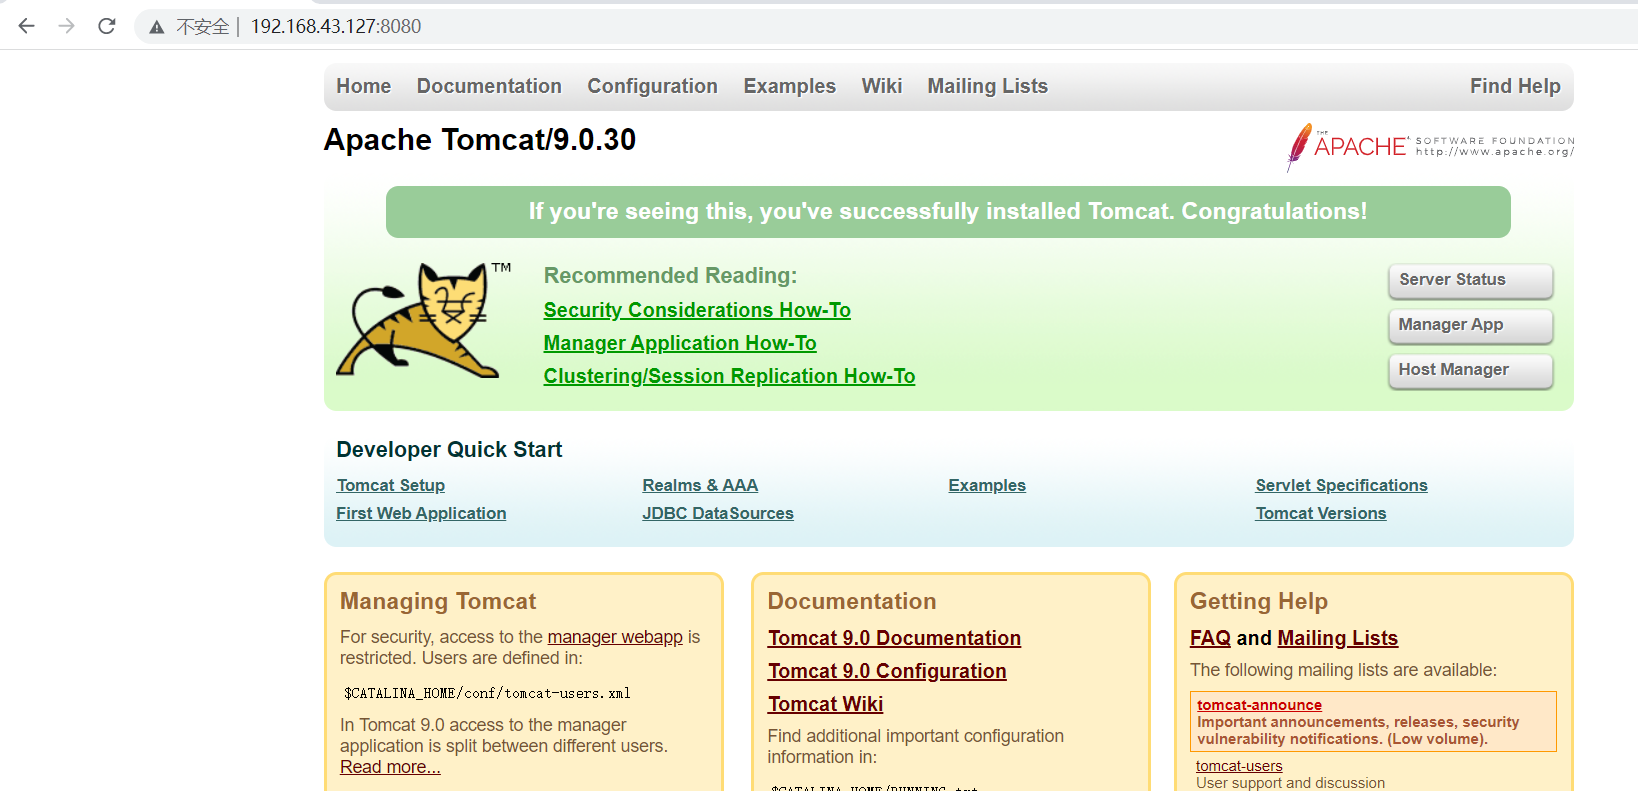 不安全 | 192.168.43.127:8080
Home Documentation Configuration Examples Wiki Mailing Lists Find Help
Apache Tomcat/9.0.30
THE APACHE SOFTWARE FOUNDATION
http://www.apache.org/
If you're seeing this, you've successfully installed Tomcat. Congratulations!
TM
Recommended Reading:
Security Considerations How-To
Manager Application How-To
Clustering/Session Replication How-To
Server Status
Manager App
Host Manager
Developer Quick Start
Tomcat Setup
First Web Application
Realms & AAA
JDBC DataSources
Examples
Servlet Specifications
Tomcat Versions
Managing Tomcat
For security, access to the manager webapp is
restricted. Users are defined in:
$CATALINA_HOME/conf/tomcat-users.xml
In Tomcat 9.0 access to the manager
application is split between different users.
Read more...
Documentation
Tomcat 9.0 Documentation
Tomcat 9.0 Configuration
Tomcat Wiki
Find additional important configuration
information in:
$CATALINA_HOME/RUNNING.txt
Getting Help
FAQ and Mailing Lists
The following mailing lists are available:
tomcat-announce
Important announcements, releases, security
vulnerability notifications. (Low volume).
tomcat-users
User support and discussion